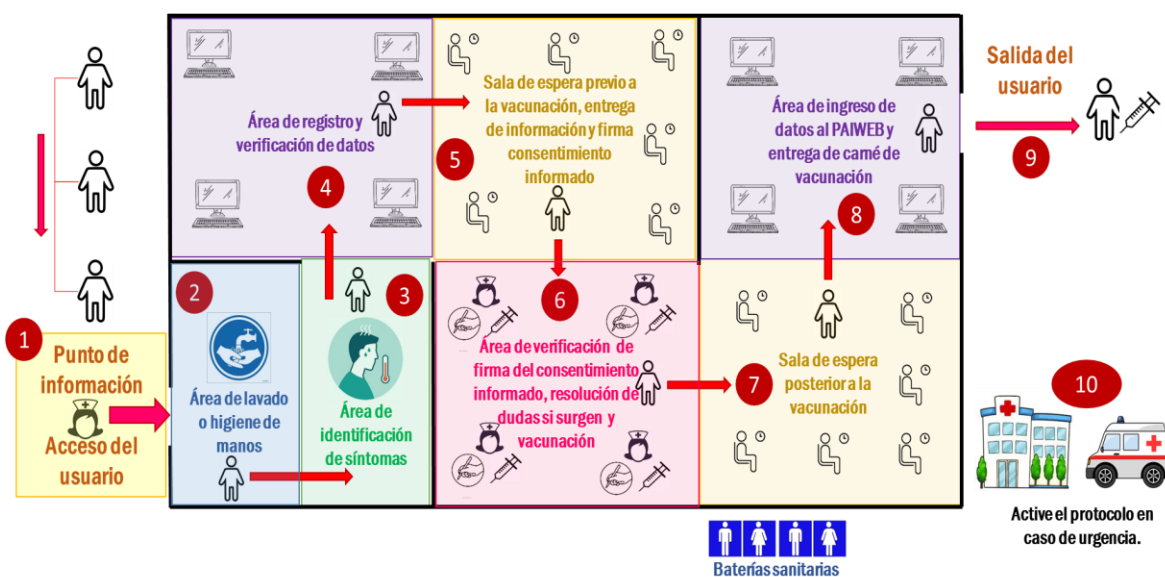 1
Punto de
información
Acceso del
usuario
2
Área de lavado
o higiene de
manos
3
Área de
identificación
de síntomas
Área de registro y
verificación de datos
4
Sala de espera previo a
la vacunación, entrega
de información y firma
consentimiento
informado
5
6
Área de verificación de
firma del consentimiento
informado, resolución de
dudas si surgen y
vacunación
7
Sala de espera
posterior a la
vacunación
Área de ingreso de
datos al PAIWEB y
entrega de carné de
vacunación
8
Salida del
usuario
9
10
Active el protocolo en
caso de urgencia.
Baterías sanitarias